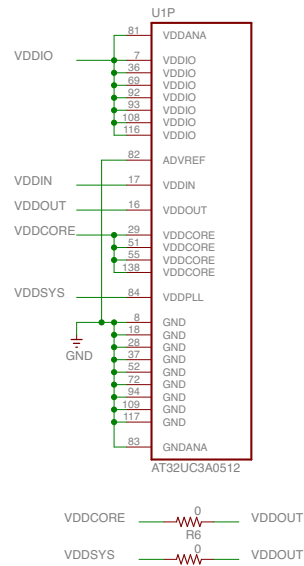 U1P
81 VDDANA
VDDIO 7 VDDIO
36 VDDIO
69 VDDIO
92 VDDIO
93 VDDIO
108 VDDIO
116 VDDIO
82 ADVREF
VDDIN 17 VDDIN
VDDOUT 16 VDDOUT
VDDCORE 29 VDDCORE
51 VDDCORE
55 VDDCORE
138 VDDCORE
VDDSYS 84 VDDPLL
8 GND
18 GND
28 GND
GND 37 GND
52 GND
72 GND
94 GND
109 GND
117 GND
83 GNDANA
AT32UC3A0512
VDDCORE 0 VDDOUT
R6
VDDSYS 0 VDDOUT